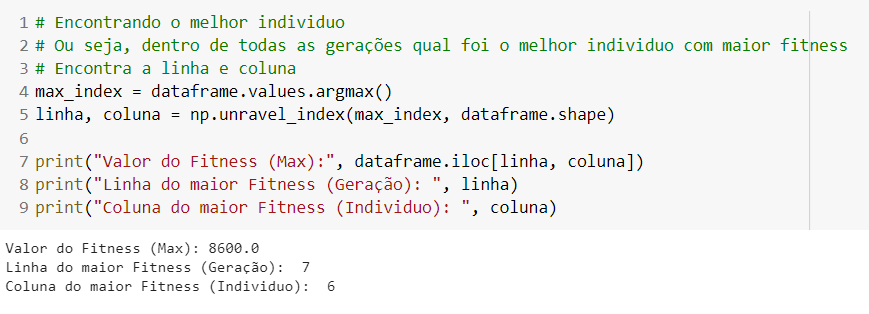 1 # Encontrando o melhor individuo
2 # Ou seja, dentro de todas as gerações qual foi o melhor individuo com maior fitness
3 # Encontra a linha e coluna
4 max_index = dataframe.values.argmax()
5 linha, coluna = np.unravel_index(max_index, dataframe.shape)
6
7 print("Valor do Fitness (Max):", dataframe.iloc[linha, coluna])
8 print("Linha do maior Fitness (Geração): ", linha)
9 print("Coluna do maior Fitness (Individuo): ", coluna)
Valor do Fitness (Max): 8600.0
Linha do maior Fitness (Geração):  7
Coluna do maior Fitness (Individuo):  6